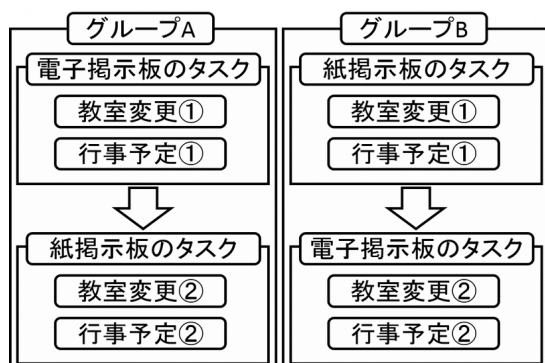 グループA
電子掲示板のタスク
教室変更①
行事予定①
紙掲示板のタスク
教室変更②
行事予定②
グループB
紙掲示板のタスク
教室変更①
行事予定①
電子掲示板のタスク
教室変更②
行事予定②